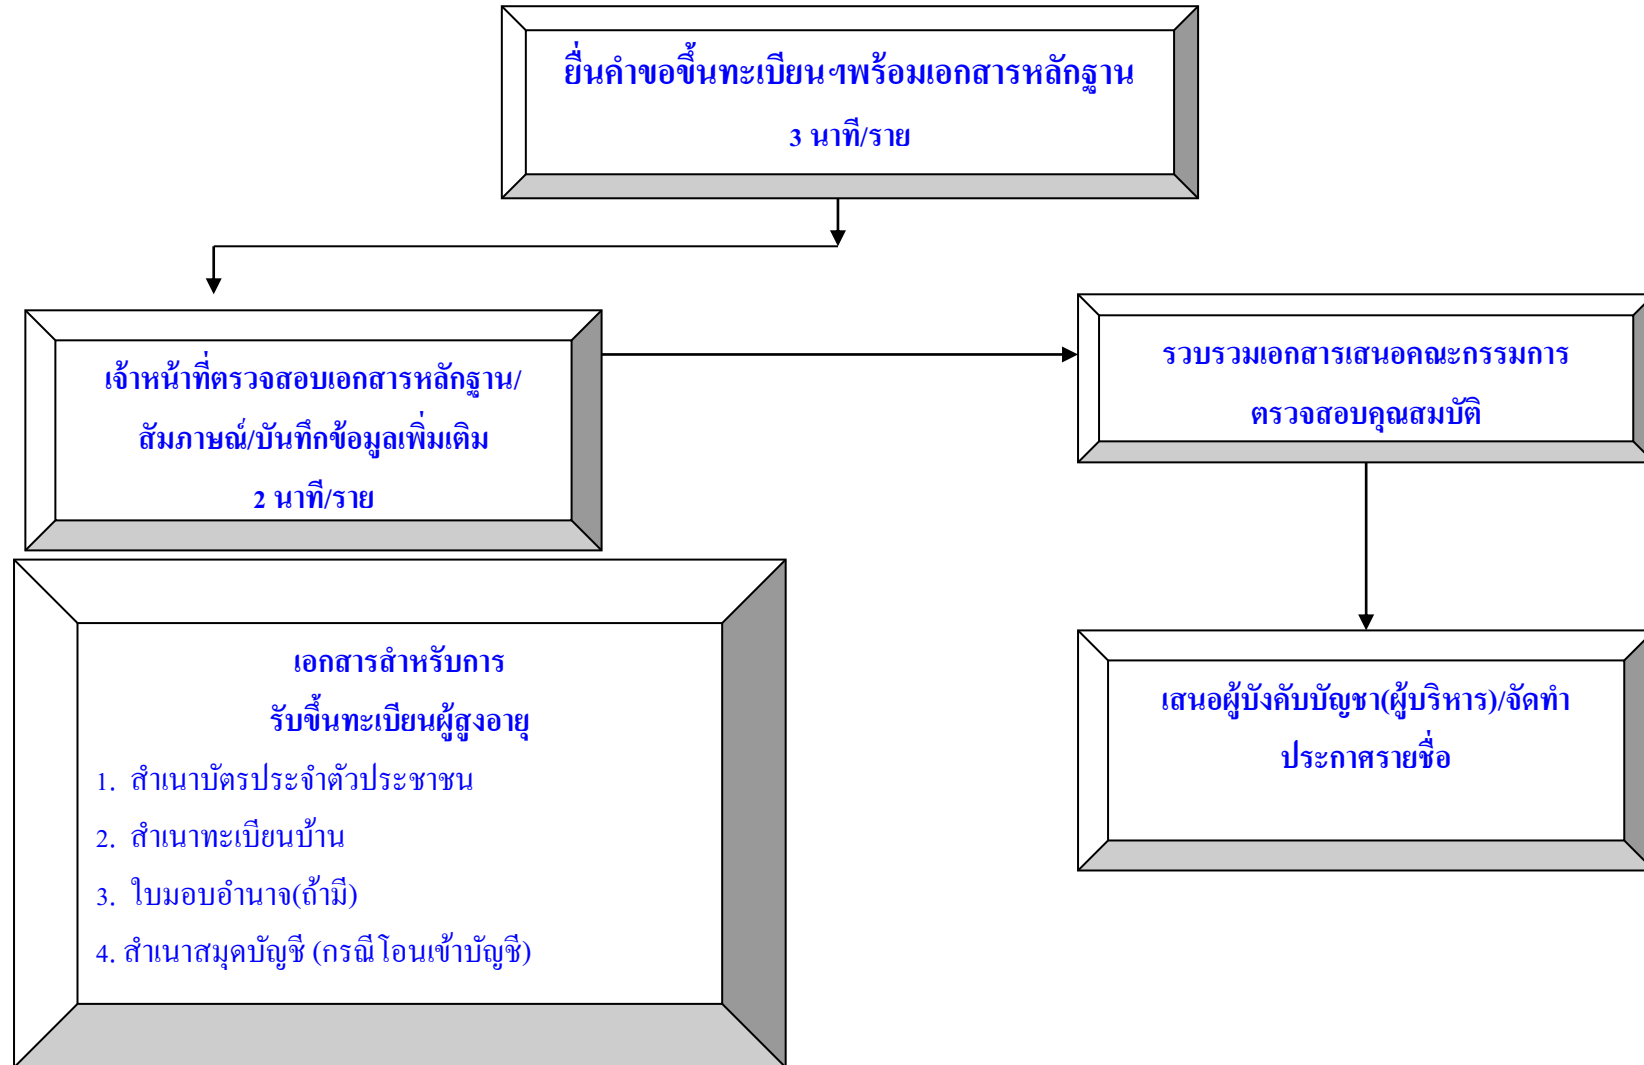 ยื่นคำขอขึ้นทะเบียนฯพร้อมเอกสารหลักฐาน
3 นาที/ราย
เจ้าหน้าที่ตรวจสอบเอกสารหลักฐาน/
สัมภาษณ์/บันทึกข้อมูลเพิ่มเติม
2 นาที/ราย
รวบรวมเอกสารเสนอคณะกรรมการ
ตรวจสอบคุณสมบัติ
เอกสารสำหรับการ
รับขึ้นทะเบียนผู้สูงอายุ
1. สำเนาบัตรประจำตัวประชาชน
2. สำเนาทะเบียนบ้าน
3. ใบมอบอำนาจ(ถ้ามี)
4. สำเนาสมุดบัญชี (กรณีโอนเข้าบัญชี)
เสนอผู้บังคับบัญชา(ผู้บริหาร)/จัดทำ
ประกาศรายชื่อ